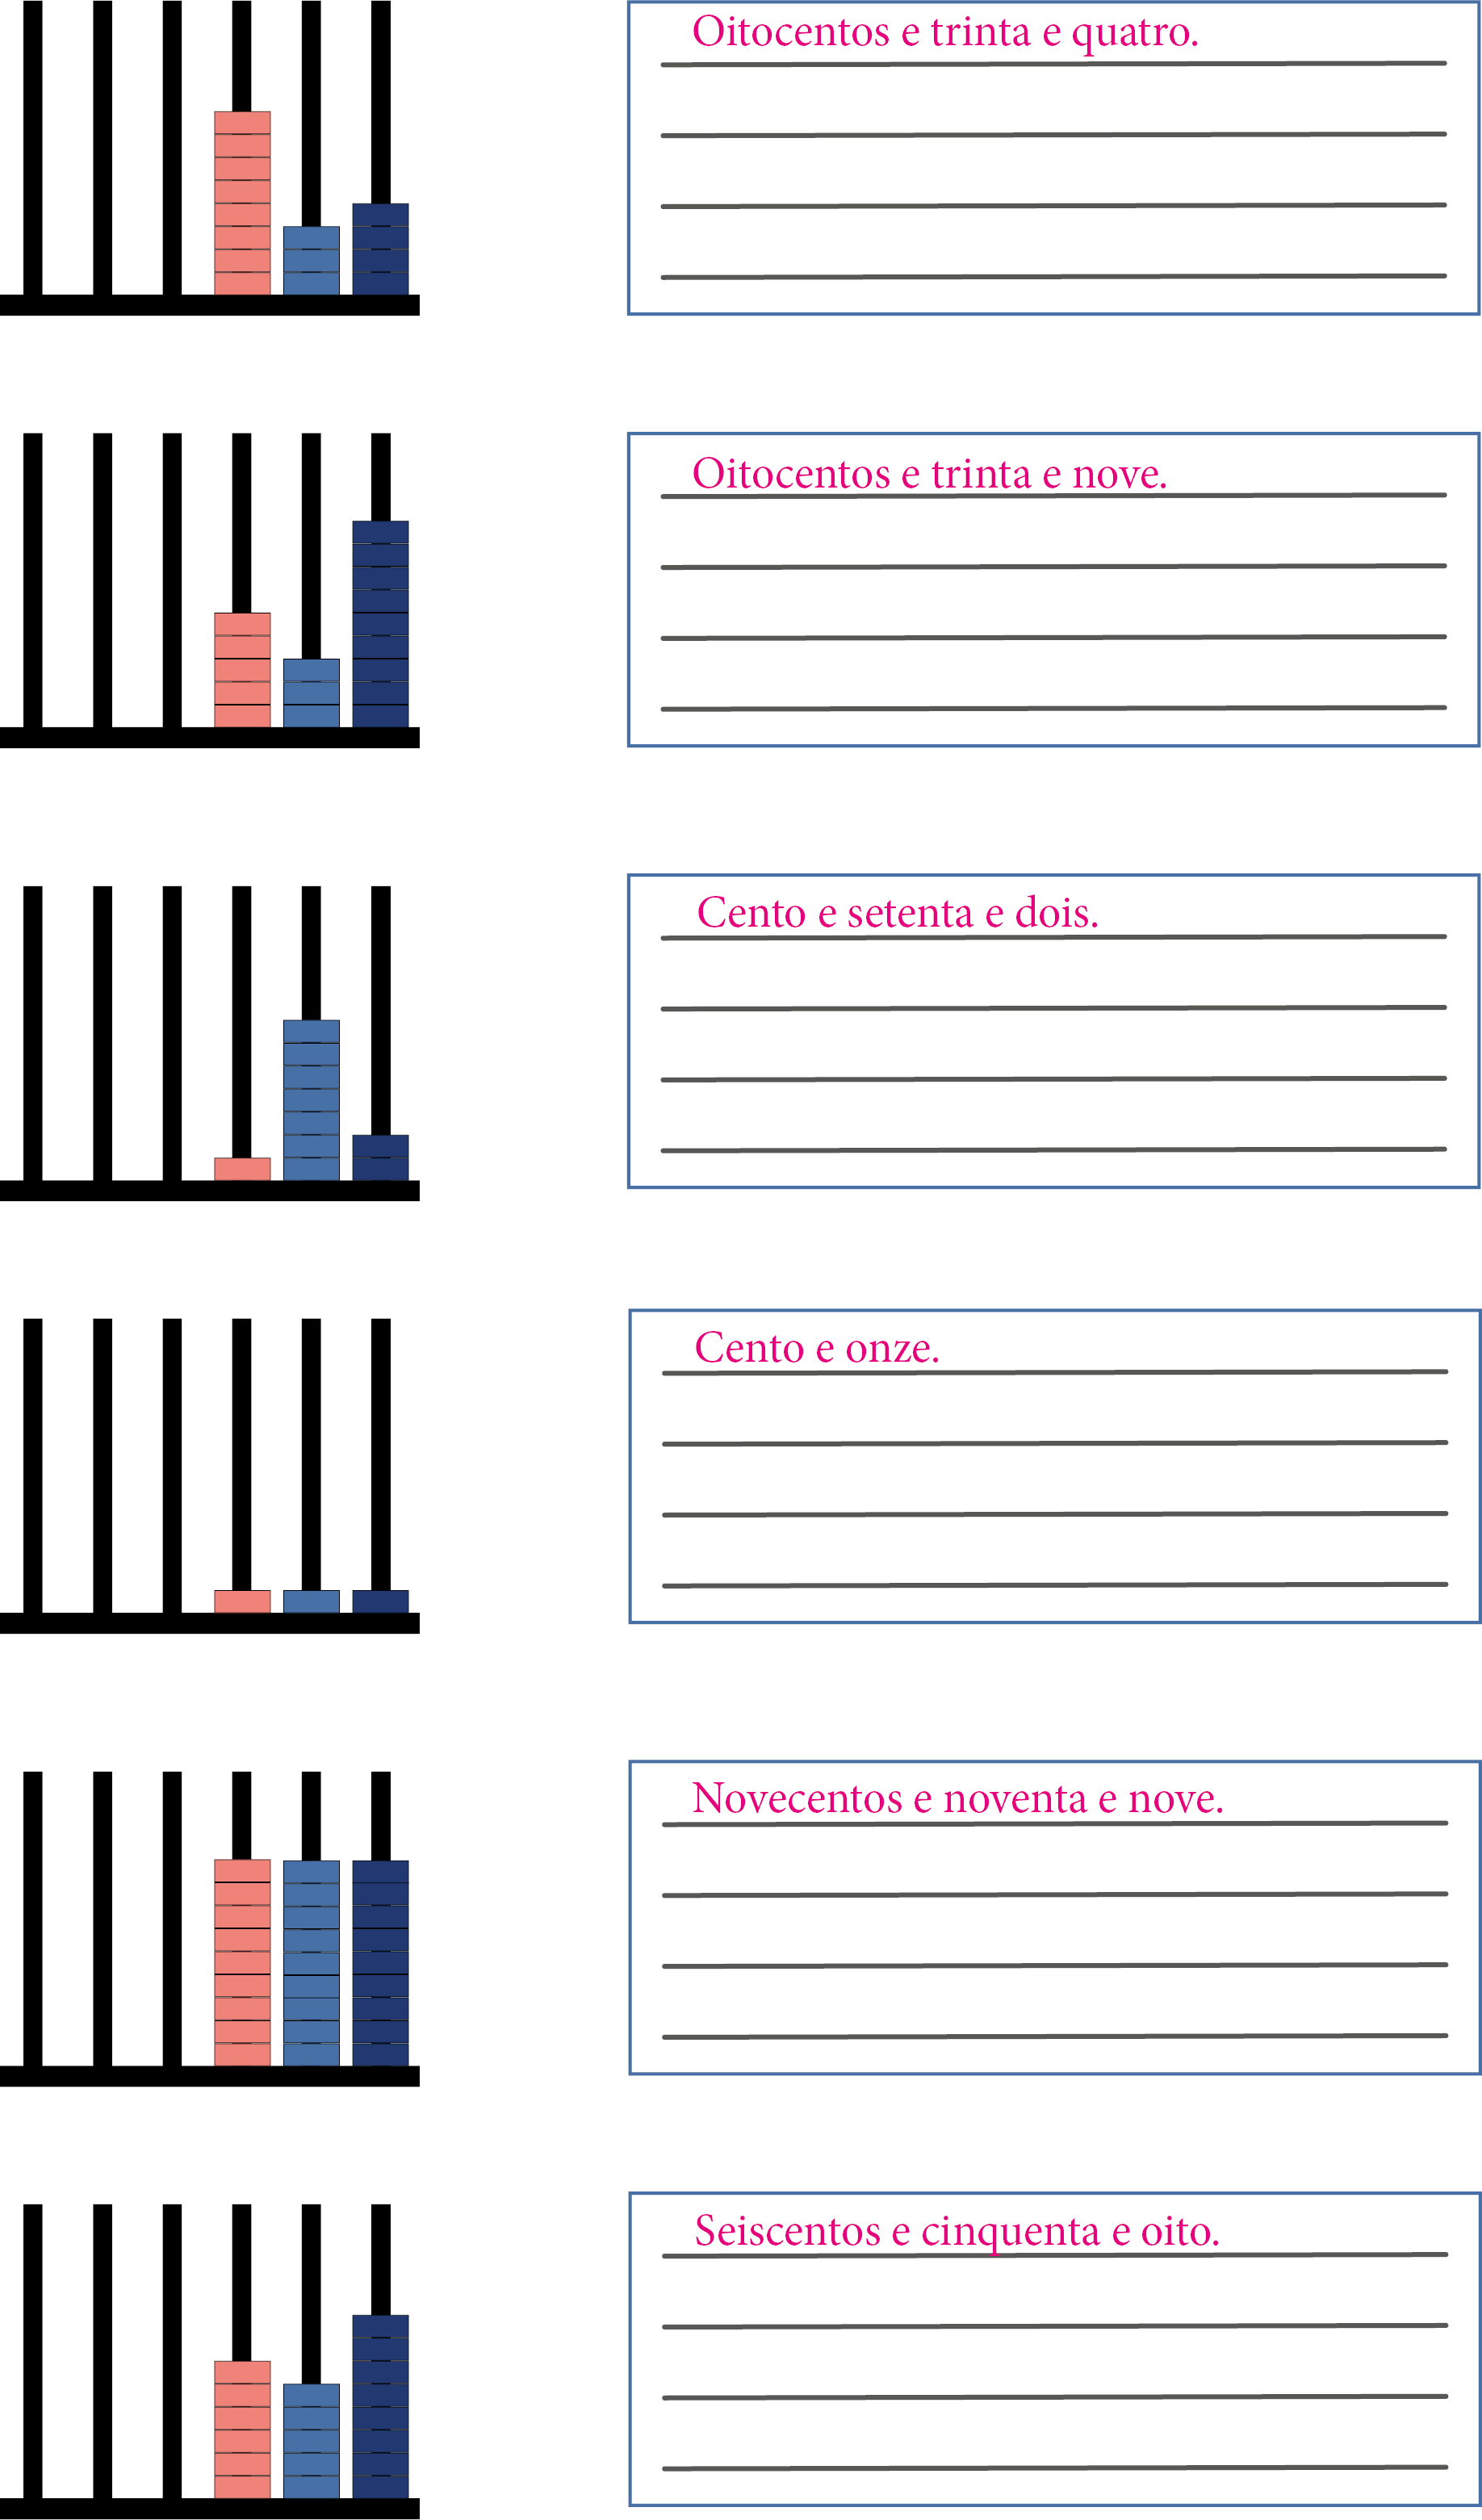 Oitocentos e trinta e quatro.
Oitocentos e trinta e nove.
Cento e setenta e dois.
Cento e onze.
Novecentos e noventa e nove.
Seiscentos e cinquenta e oito.